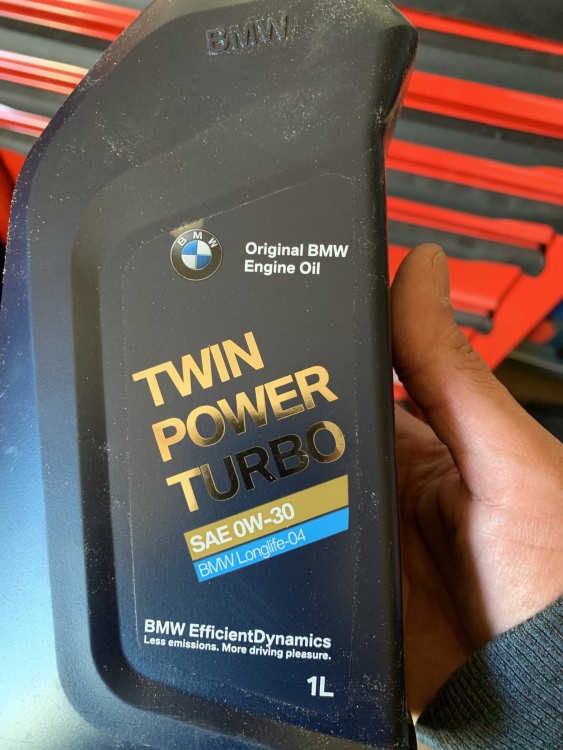 BMW
BMW
Original BMW
Engine Oil
TWIN
POWER
TURBO
SAE 0W-30
BMW Longlife-04
BMW EfficientDynamics
Less emissions. More driving pleasure.
1L